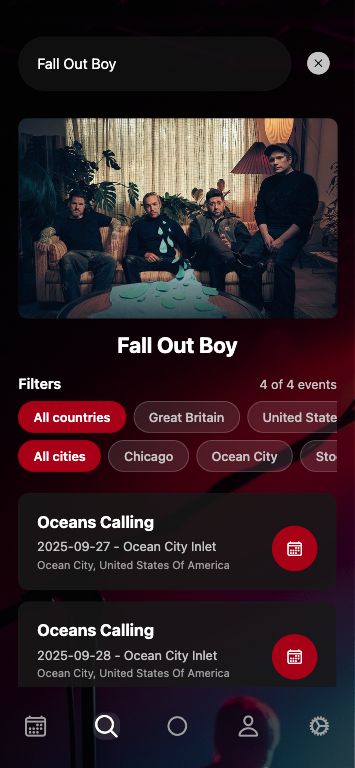 Fall Out Boy
Fall Out Boy
Filters
4 of 4 events
All countries
Great Britain
United State
All cities
Chicago
Ocean City
Sto
Oceans Calling
2025-09-27 - Ocean City Inlet
Ocean City, United States Of America
Oceans Calling
2025-09-28 - Ocean City Inlet
Ocean City, United States Of America